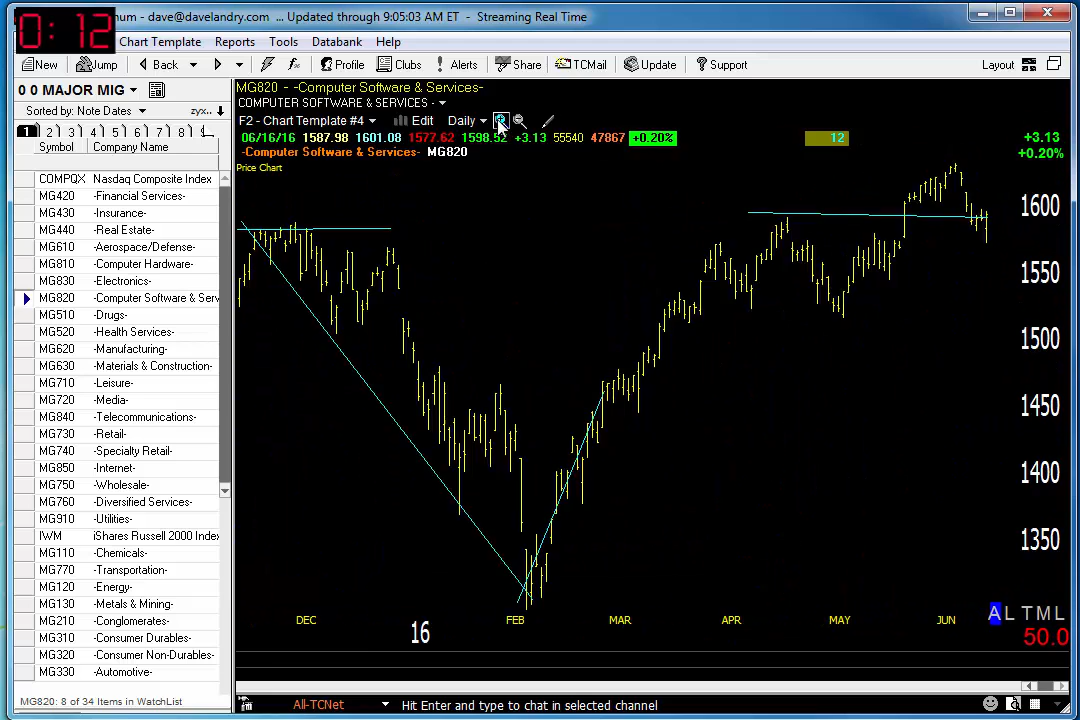 0:12
num - dave@davelandry.com ... Updated through 9:05:03 AM ET - Streaming Real Time
Chart Template Reports Tools Databank Help
New Jump Back Profile Clubs Alerts Share TCMail Update Support Layout
0 0 MAJOR MIG
Sorted by: Note Dates zyx..
1 2 3 4 5 6 7 8
Symbol Company Name
COMPQX Nasdaq Composite Index
MG420 -Financial Services-
MG430 -Insurance-
MG440 -Real Estate-
MG610 -Aerospace/Defense-
MG810 -Computer Hardware-
MG830 -Electronics-
MG820 -Computer Software & Serv
MG510 -Drugs-
MG520 -Health Services-
MG620 -Manufacturing-
MG630 -Materials & Construction-
MG710 -Leisure-
MG720 -Media-
MG840 -Telecommunications-
MG730 -Retail-
MG740 -Specialty Retail-
MG850 -Internet-
MG750 -Wholesale-
MG760 -Diversified Services-
MG910 -Utilities-
IWM iShares Russell 2000 Index
MG110 -Chemicals-
MG770 -Transportation-
MG120 -Energy-
MG130 -Metals & Mining-
MG210 -Conglomerates-
MG310 -Consumer Durables-
MG320 -Consumer Non-Durables-
MG330 -Automotive-
MG820: 8 of 34 Items in WatchList
MG820 - -Computer Software & Services-
COMPUTER SOFTWARE & SERVICES -
F2 - Chart Template #4 Edit Daily
06/16/16 1587.98 1601.08 1577.62 1598.52 +3.13 55540 47867 +0.20% 12 +3.13
-Computer Software & Services- MG820 +0.20%
Price Chart
1600
1550
1500
1450
1400
1350
DEC 16 FEB MAR APR MAY JUN
A L T M L
50.0
All-TCNet Hit Enter and type to chat in selected channel